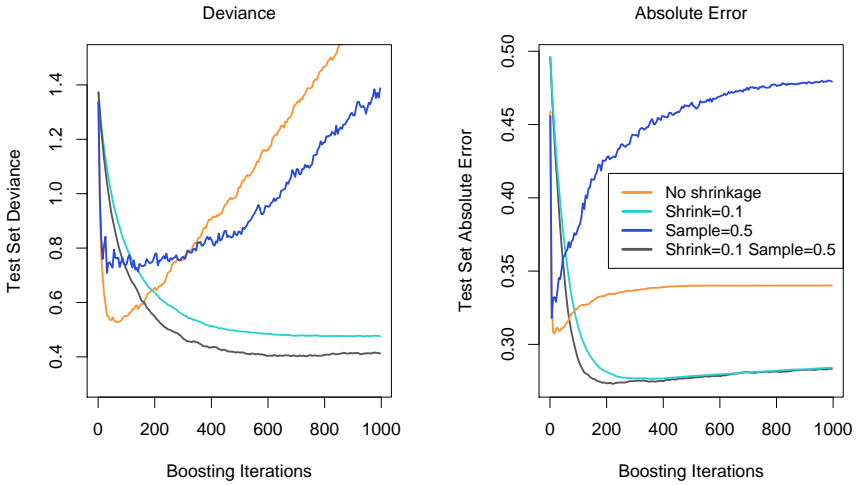 Deviance
Test Set Deviance
0.4
0.6
0.8
1.0
1.2
1.4
0
200
400
600
800
1000
Boosting Iterations
Absolute Error
Test Set Absolute Error
0.30
0.35
0.40
0.45
0.50
No shrinkage
Shrink=0.1
Sample=0.5
Shrink=0.1 Sample=0.5
0
200
400
600
800
1000
Boosting Iterations